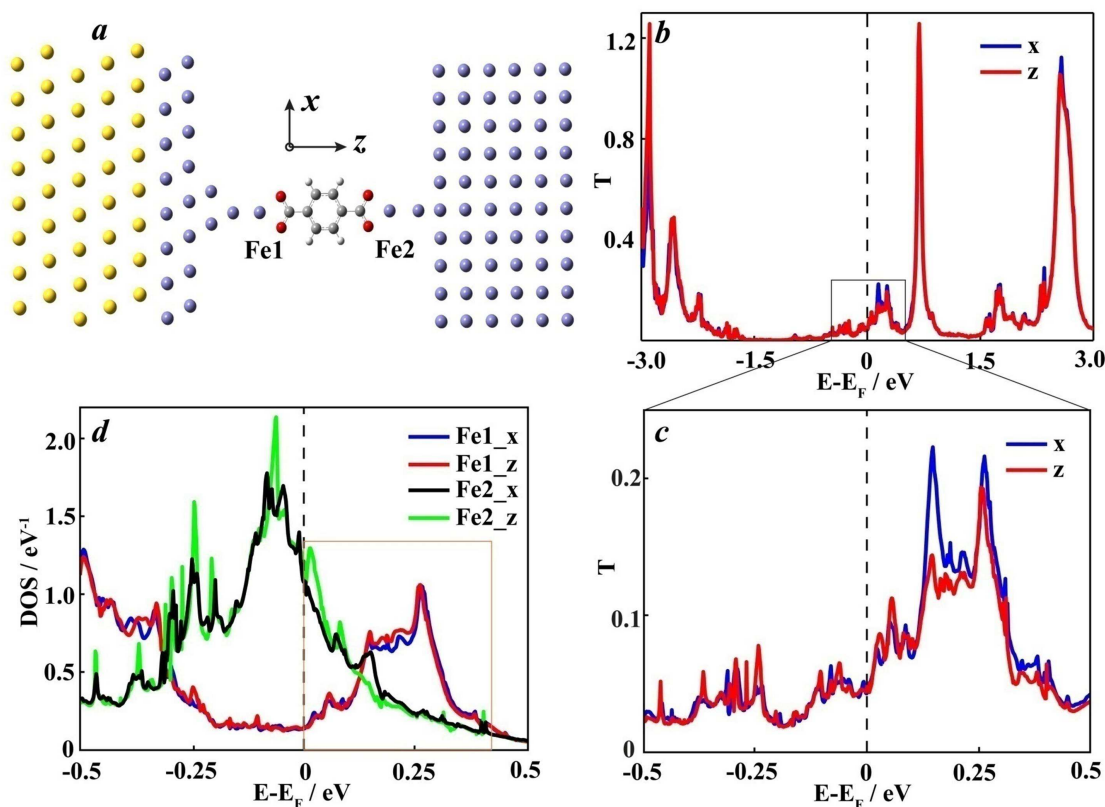 a
x
z
Fe1
Fe2
b
1.2
0.8
0.4
T
x
z
-3.0
-1.5
0
1.5
3.0
E-E_F / eV
d
2.0
1.5
1.0
0.5
0
DOS / eV⁻¹
Fe1_x
Fe1_z
Fe2_x
Fe2_z
-0.5
-0.25
0
0.25
0.5
E-E_F / eV
c
0.2
0.1
0
T
x
z
-0.5
-0.25
0
0.25
0.5
E-E_F / eV